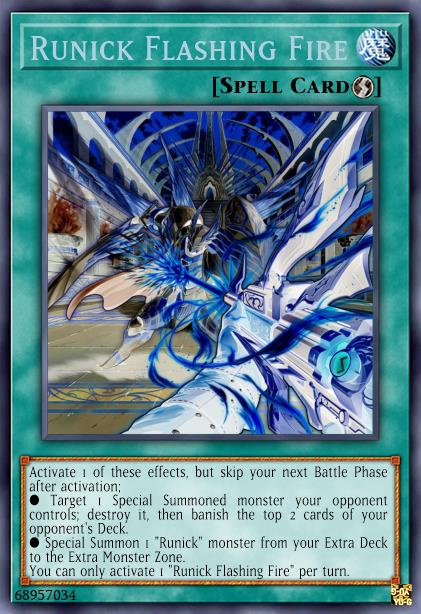 Runick Flashing Fire
[Spell Card]
Activate 1 of these effects, but skip your next Battle Phase
after activation;
● Target 1 Special Summoned monster your opponent
controls; destroy it, then banish the top 2 cards of your
opponent's Deck.
● Special Summon 1 "Runick" monster from your Extra Deck
to the Extra Monster Zone.
You can only activate 1 "Runick Flashing Fire" per turn.
68957034